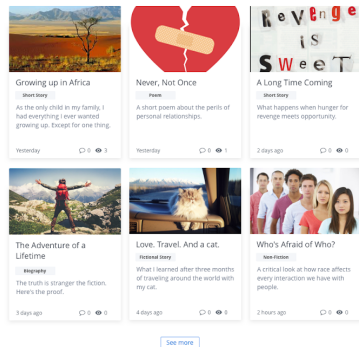 Revenge
is
sweet
Growing up in Africa
Short Story
As the only child in my family, I
had everything I ever wanted
growing up. Except for one thing.
Yesterday 0 3
Never, Not Once
Poem
A short poem about the perils of
personal relationships.
Yesterday 0 1
A Long Time Coming
Short Story
What happens when hunger for
revenge meets opportunity.
2 days ago 0 0
The Adventure of a
Lifetime
Biography
The truth is stranger the fiction.
Here's the proof.
3 days ago 0 0
Love. Travel. And a cat.
Fictional Story
What I learned after three months
of traveling around the world with
my cat.
4 days ago 0 0
Who's Afraid of Who?
Non-Fiction
A critical look at how race affects
every interaction we have with
people.
2 hours ago 0 0
See more